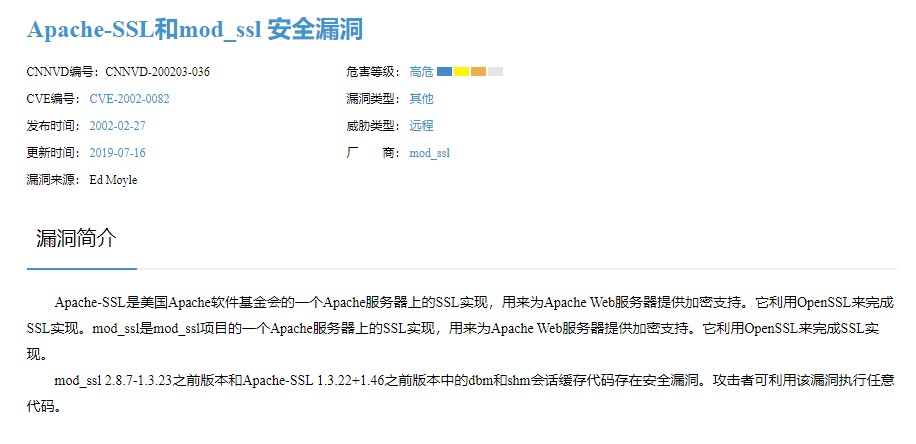 Apache-SSL和mod_ssl 安全漏洞
CNNVD编号：CNNVD-200203-036
危害等级： 高危
CVE编号： CVE-2002-0082
漏洞类型： 其他
发布时间： 2002-02-27
威胁类型： 远程
更新时间： 2019-07-16
厂 商： mod_ssl
漏洞来源： Ed Moyle
漏洞简介
Apache-SSL是美国Apache软件基金会的一个Apache服务器上的SSL实现，用来为Apache Web服务器提供加密支持。它利用OpenSSL来完成
SSL实现。mod_ssl是mod_ssl项目的一个Apache服务器上的SSL实现，用来为Apache Web服务器提供加密支持。它利用OpenSSL来完成SSL实
现。
mod_ssl 2.8.7-1.3.23之前版本和Apache-SSL 1.3.22+1.46之前版本中的dbm和shm会话缓存代码存在安全漏洞。攻击者可利用该漏洞执行任意
代码。